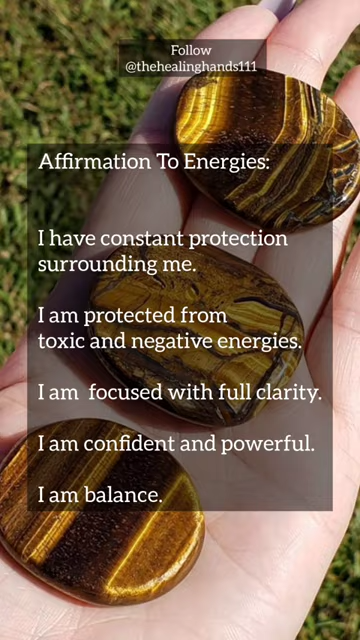 Follow
@thehealinghands111
Affirmation To Energies:
I have constant protection
surrounding me.
I am protected from
toxic and negative energies.
I am  focused with full clarity.
I am confident and powerful.
I am balance.